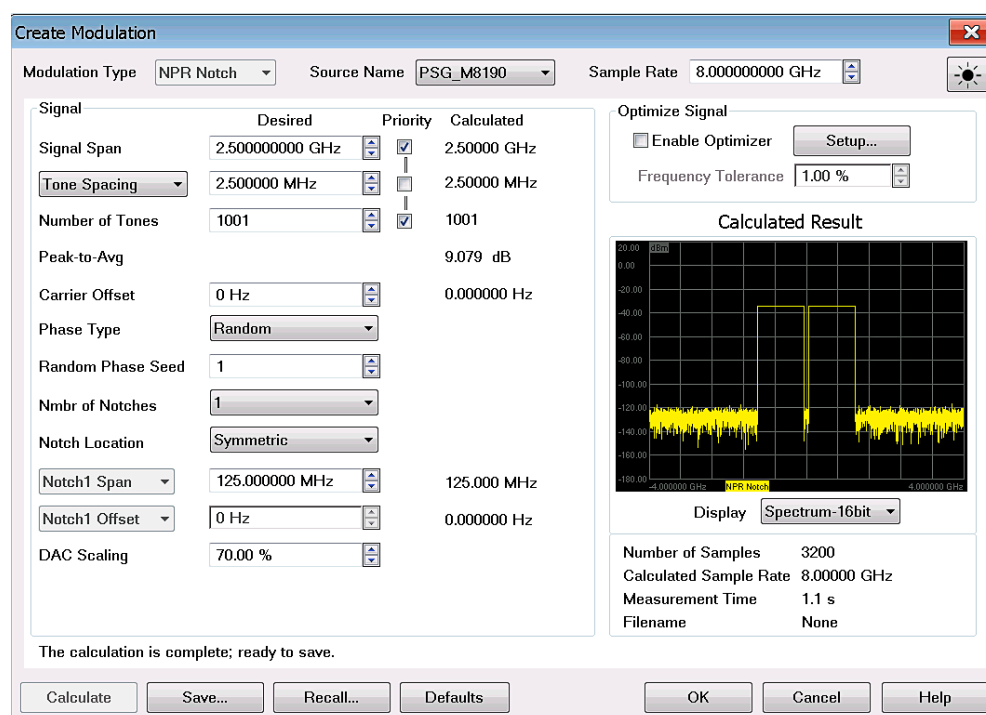 Create Modulation
Modulation Type NPR Notch Source Name PSG_M8190 Sample Rate 8.000000000 GHz
Signal
Desired Priority Calculated
Signal Span 2.500000000 GHz 2.50000 GHz
Tone Spacing 2.500000 MHz 2.50000 MHz
Number of Tones 1001 1001
Peak-to-Avg 9.079 dB
Carrier Offset 0 Hz 0.000000 Hz
Phase Type Random
Random Phase Seed 1
Nmbr of Notches 1
Notch Location Symmetric
Notch1 Span 125.000000 MHz 125.000 MHz
Notch1 Offset 0 Hz 0.000000 Hz
DAC Scaling 70.00 %
Optimize Signal
Enable Optimizer Setup...
Frequency Tolerance 1.00 %
Calculated Result
20.00 dBm
0.00
-20.00
-40.00
-60.00
-80.00
-100.00
-120.00
-140.00
-160.00
-180.00
-4.000000 GHz NPR Notch 4.000000 GHz
Display Spectrum-16bit
Number of Samples 3200
Calculated Sample Rate 8.00000 GHz
Measurement Time 1.1 s
Filename None
The calculation is complete; ready to save.
Calculate Save... Recall... Defaults OK Cancel Help